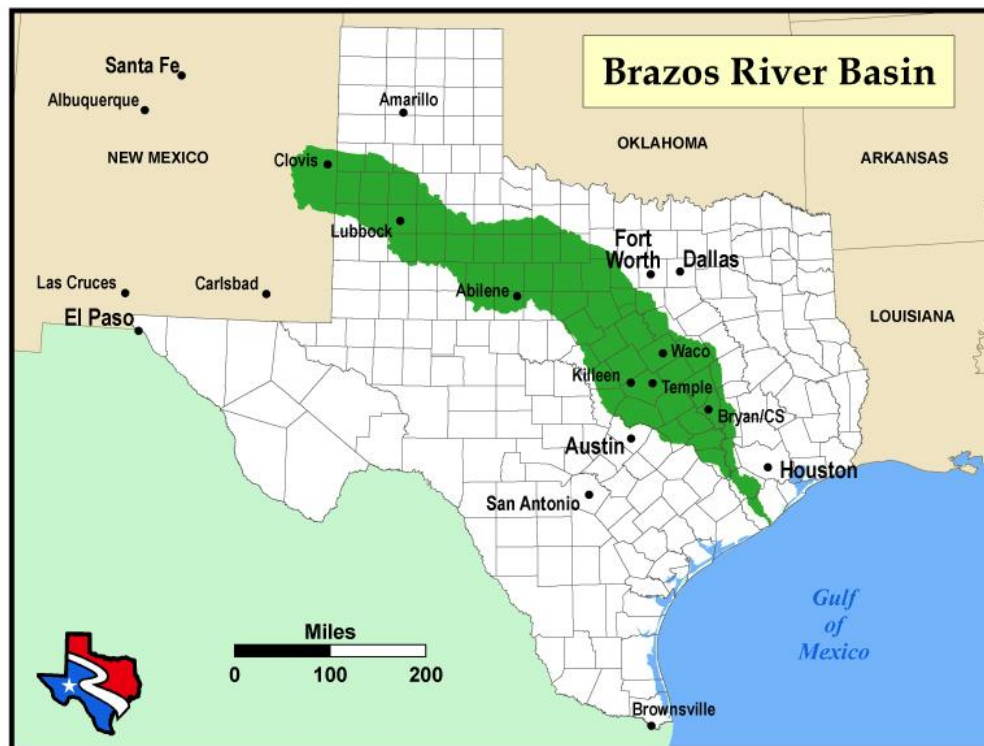 Brazos River Basin
Santa Fe
Albuquerque
Amarillo
OKLAHOMA
NEW MEXICO
Clovis
ARKANSAS
Lubbock
Fort
Worth
Dallas
Las Cruces
Carlsbad
Abilene
El Paso
LOUISIANA
Waco
Killeen
Temple
Bryan/CS
Austin
Houston
San Antonio
Gulf
of
Mexico
Miles
0 100 200
Brownsville